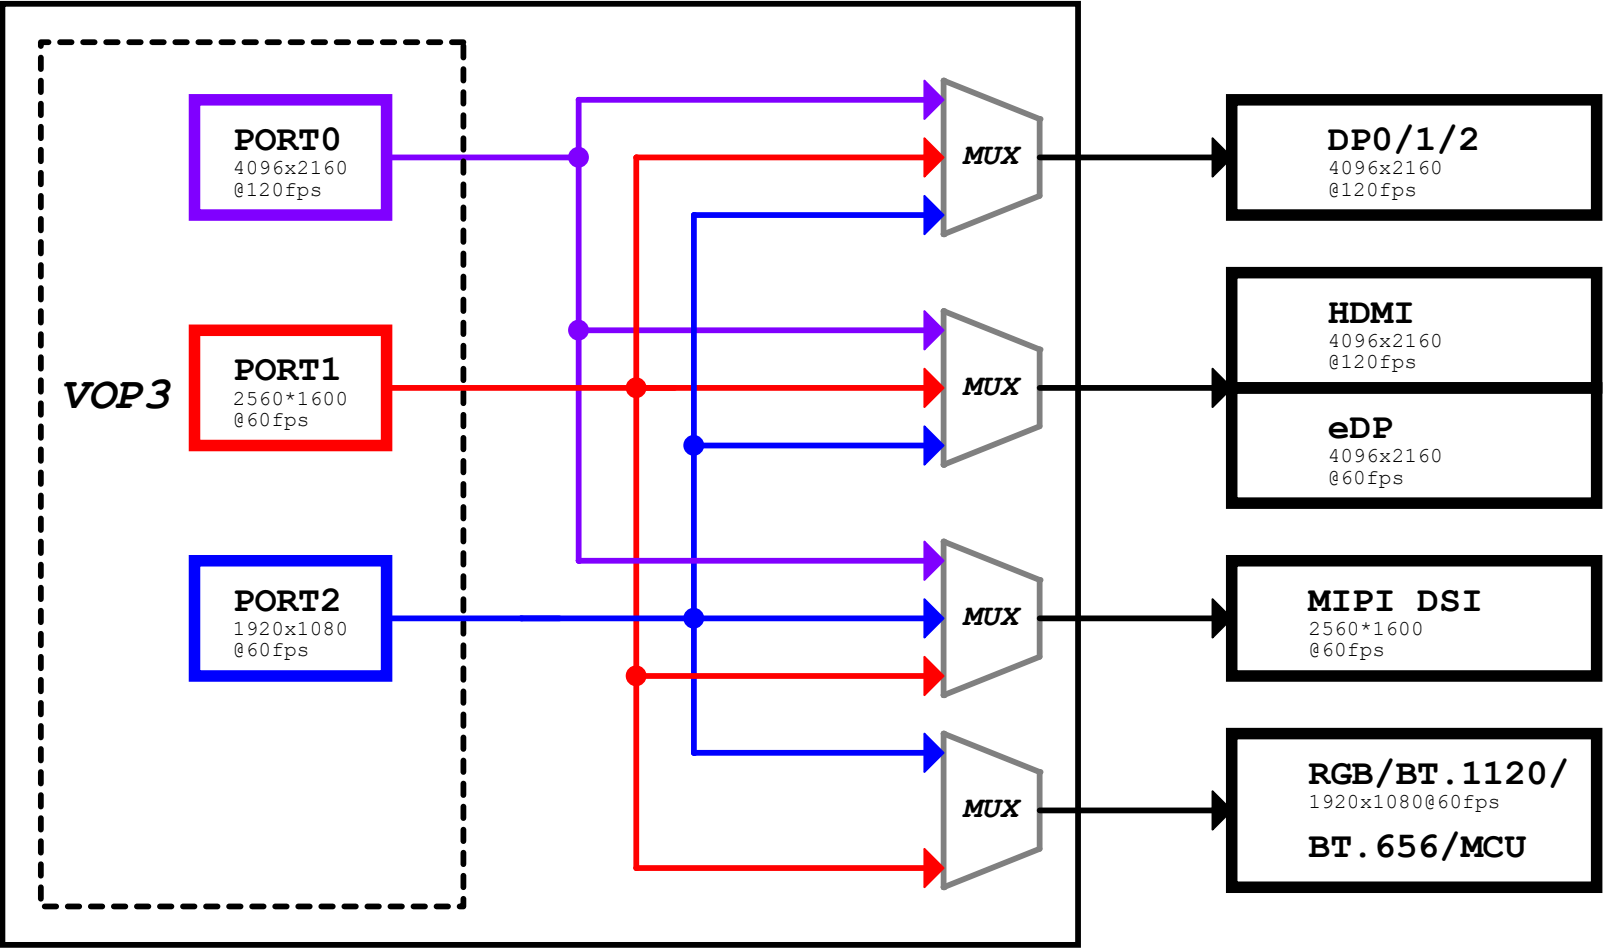 PORT0
4096x2160
@120fps
MUX
DP0/1/2
4096x2160
@120fps
VOP3
PORT1
2560*1600
@60fps
MUX
HDMI
4096x2160
@120fps
eDP
4096x2160
@60fps
PORT2
1920x1080
@60fps
MUX
MIPI DSI
2560*1600
@60fps
MUX
RGB/BT.1120/
1920x1080@60fps
BT.656/MCU